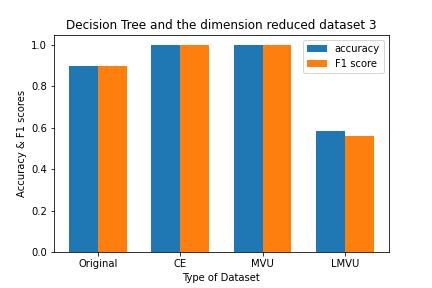 Decision Tree and the dimension reduced dataset 3
accuracy
F1 score
Accuracy & F1 scores
1.0
0.8
0.6
0.4
0.2
0.0
Original CE MVU LMVU
Type of Dataset